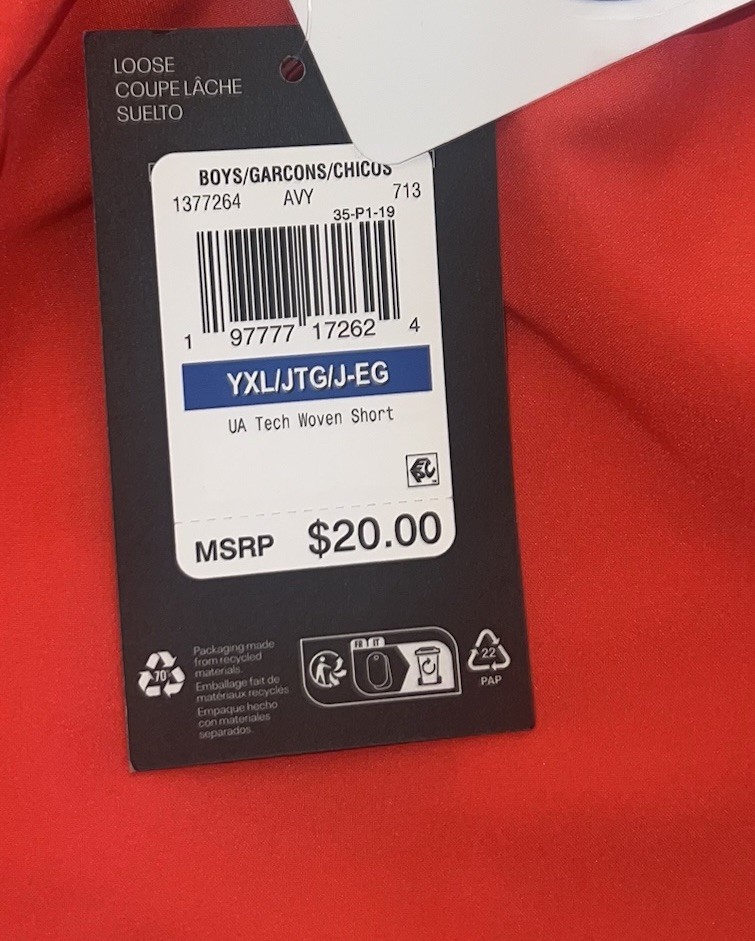 LOOSE
COUPE LÂCHE
SUELTO
BOYS/GARCONS/CHICOS
1377264 AVY 713
35-P1-19
1 97777 17262 4
YXL/JTG/J-EG
UA Tech Woven Short
MSRP $20.00
70
Packaging made
from recycled
materials.
Emballage fait de
matériaux recyclés
Empaque hecho
con materiales
separados.
FR
22
PAP